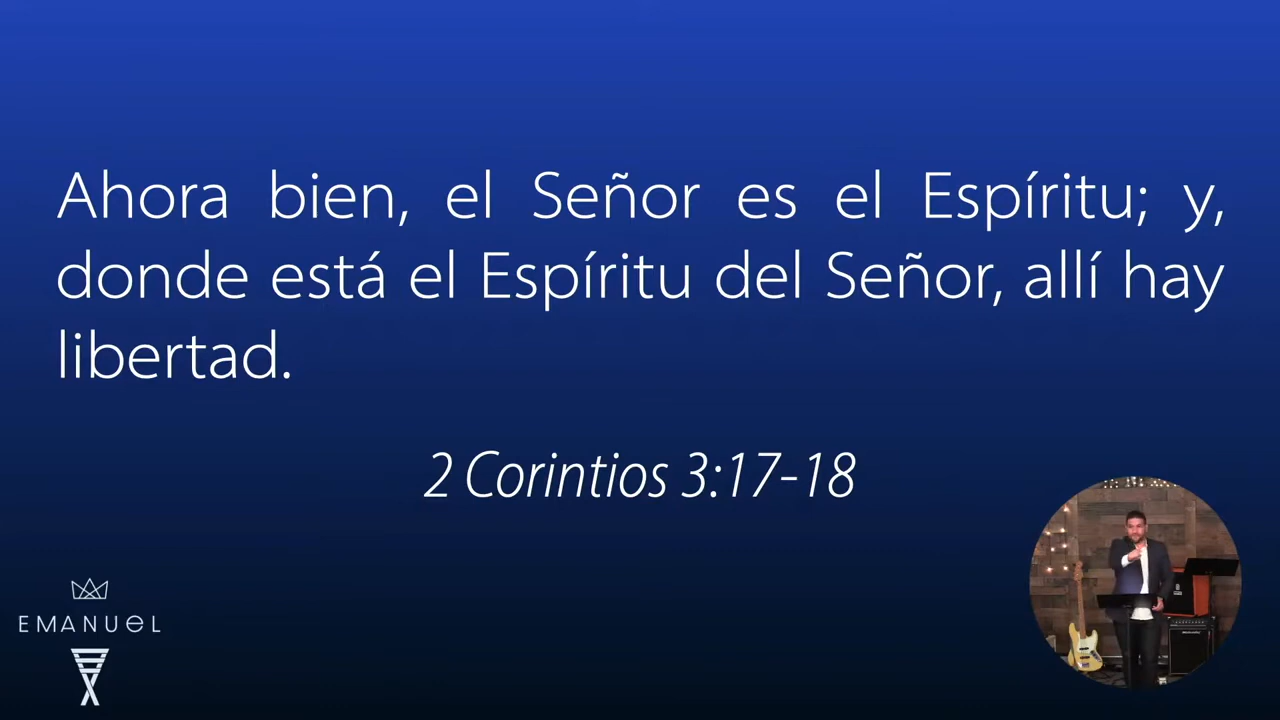 Ahora bien, el Señor es el Espíritu; y,
donde está el Espíritu del Señor, allí hay
libertad.
2 Corintios 3:17-18
EMANUEL